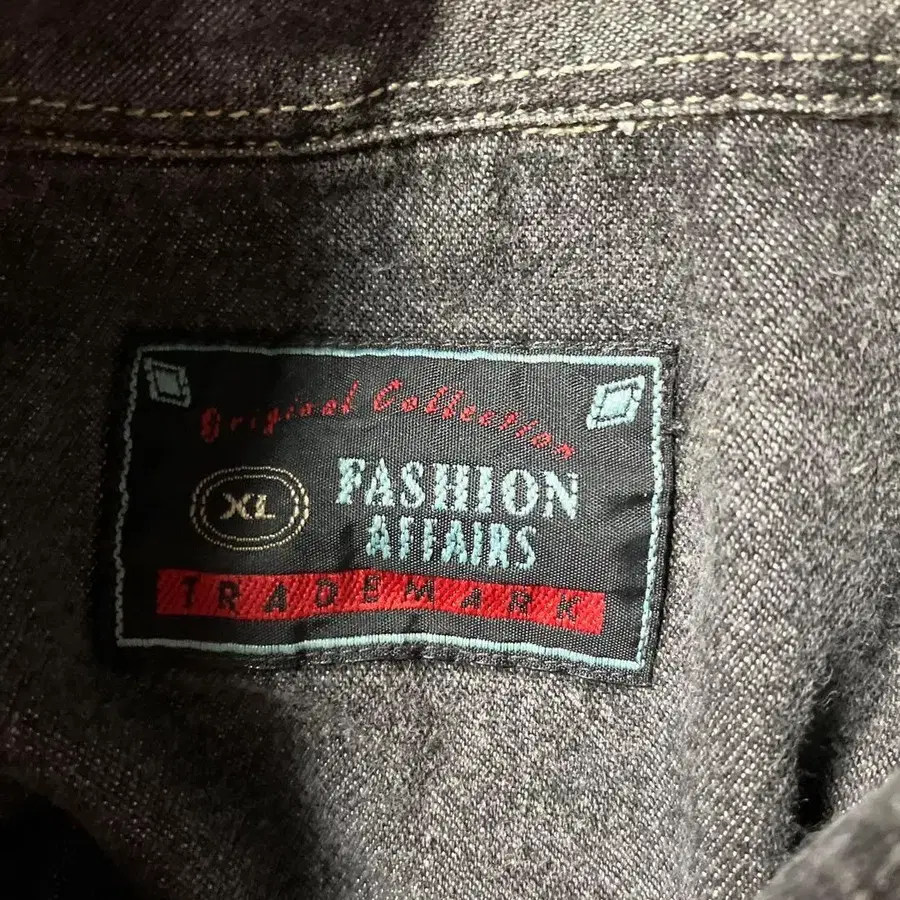 Original Collection
XL
FASHION
AFFAIRS
TRADEMARK